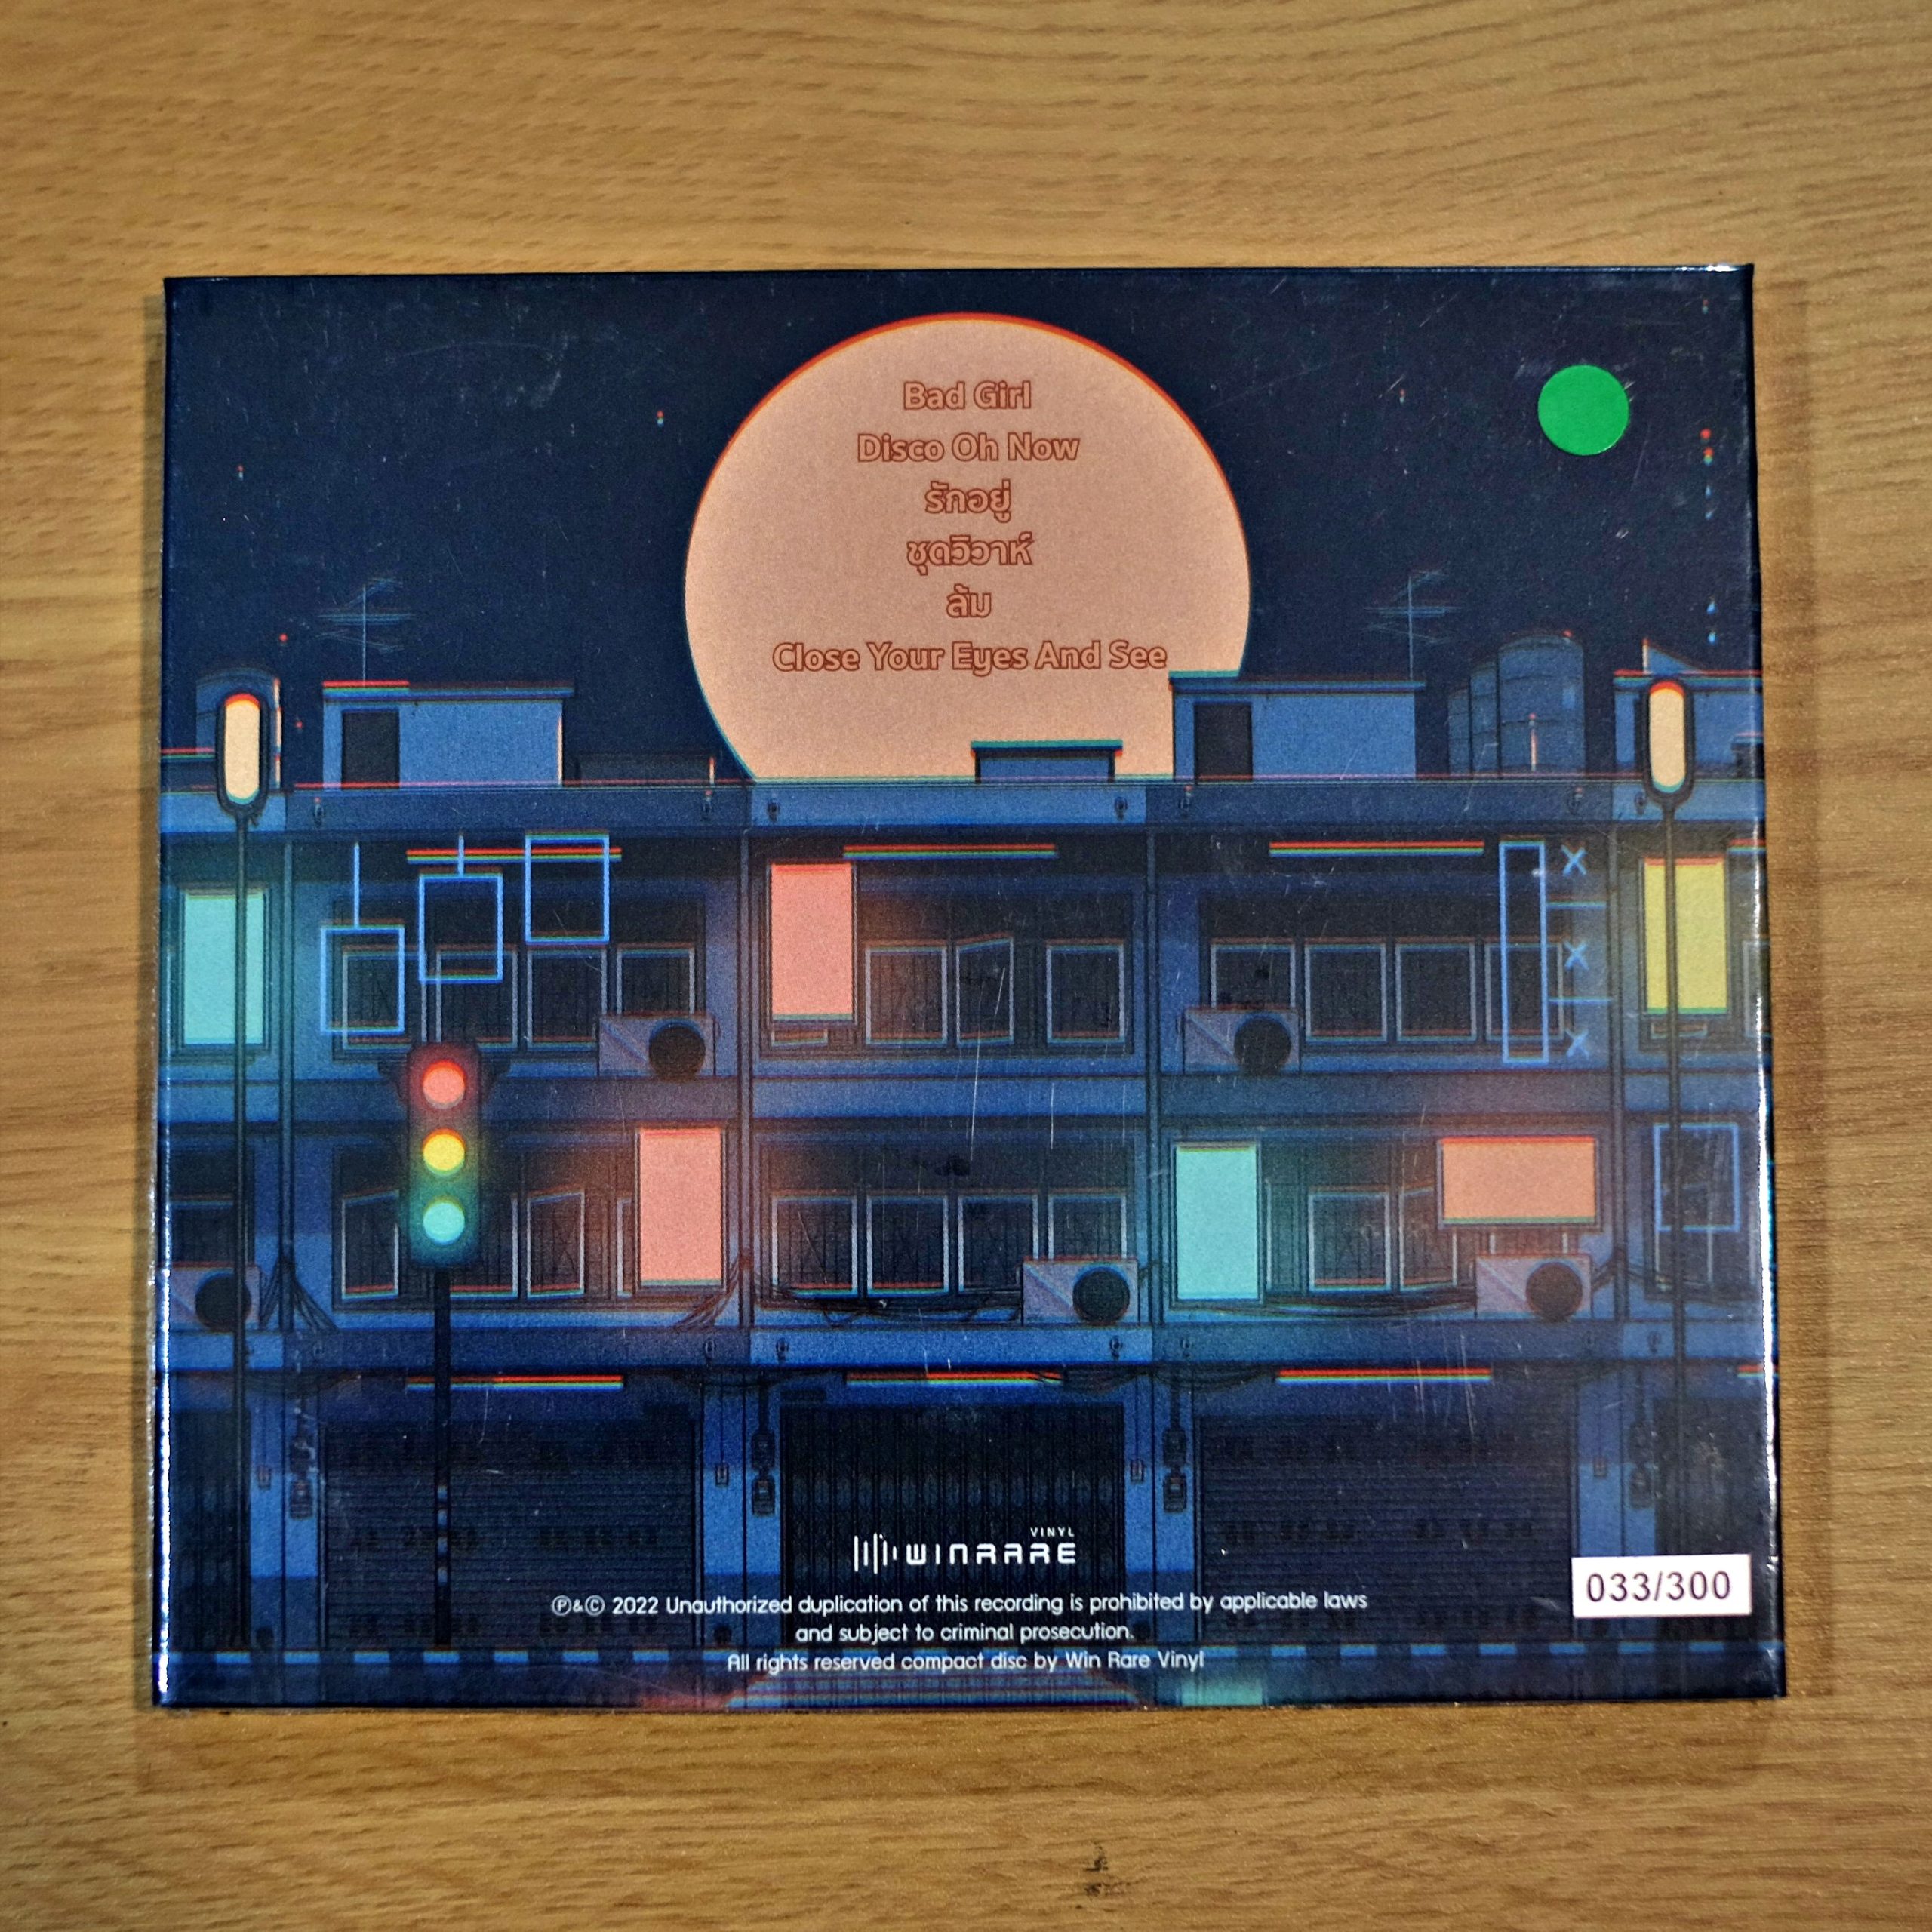 Bad Girl
Disco Oh Now
รักอยู่
ชุดวิวาห์
ล้ม
Close Your Eyes And See
VINYL
WINRARE
℗&© 2022 Unauthorized duplication of this recording is prohibited by applicable laws
and subject to criminal prosecution.
All rights reserved compact disc by Win Rare Vinyl
033/300